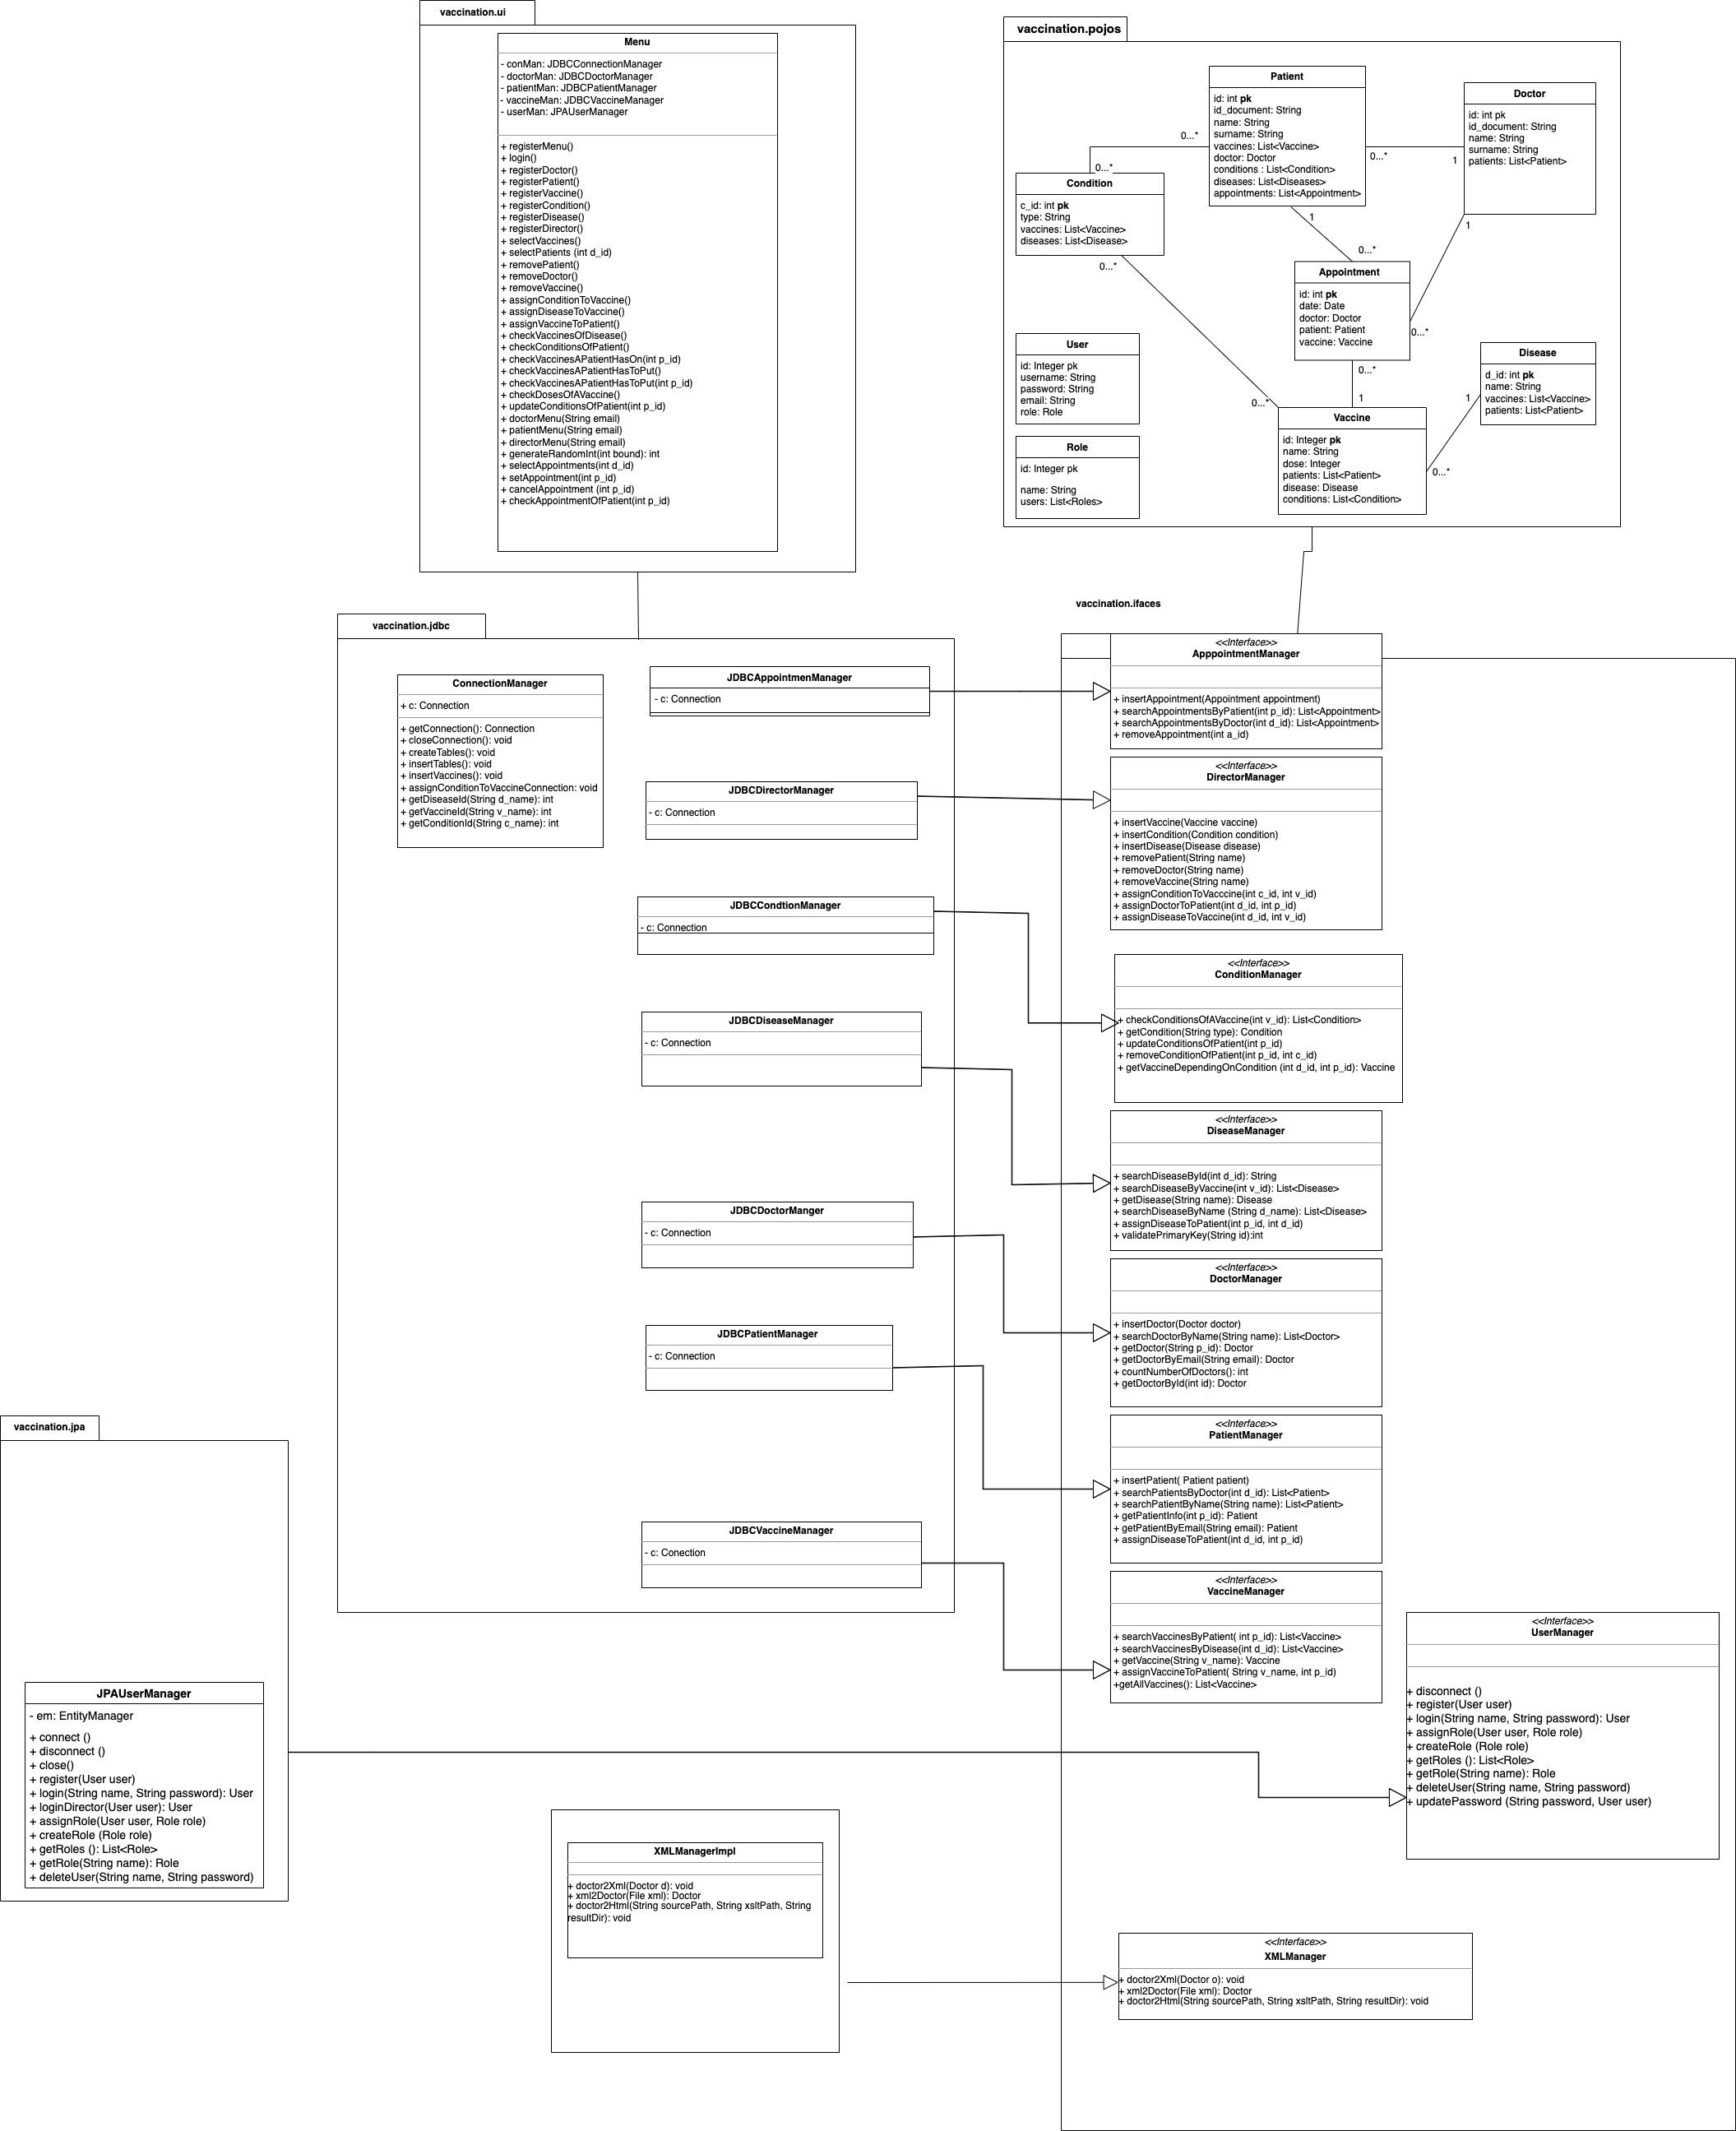 vaccination.ui
Menu
- conMan: JDBCConnectionManager
- doctorMan: JDBCDoctorManager
- patientMan: JDBCPatientManager
- vaccineMan: JDBCVaccineManager
- userMan: JPAUserManager
+ registerMenu()
+ login()
+ registerDoctor()
+ registerPatient()
+ registerVaccine()
+ registerCondition()
+ registerDisease()
+ registerDirector()
+ selectVaccines()
+ selectPatients (int d_id)
+ removePatient()
+ removeDoctor()
+ removeVaccine()
+ assignConditionToVaccine()
+ assignDiseaseToVaccine()
+ assignVaccineToPatient()
+ checkVaccinesOfDisease()
+ checkConditionsOfPatient()
+ checkVaccinesAPatientHasOn(int p_id)
+ checkVaccinesAPatientHasToPut()
+ checkVaccinesAPatientHasToPut(int p_id)
+ checkDosesOfAVaccine()
+ updateConditionsOfPatient(int p_id)
+ doctorMenu(String email)
+ patientMenu(String email)
+ directorMenu(String email)
+ generateRandomInt(int bound): int
+ selectAppointments(int d_id)
+ setAppointment(int p_id)
+ cancelAppointment (int p_id)
+ checkAppointmentOfPatient(int p_id)
vaccination.pojos
Patient
id: int pk
id_document: String
name: String
surname: String
vaccines: List<Vaccine>
doctor: Doctor
conditions : List<Condition>
diseases: List<Diseases>
appointments: List<Appointment>
Doctor
id: int pk
id_document: String
name: String
surname: String
patients: List<Patient>
0...*
0...*
0...*
1
Condition
c_id: int pk
type: String
vaccines: List<Vaccine>
diseases: List<Disease>
1
0...*
1
0...*
0...*
Appointment
id: int pk
date: Date
doctor: Doctor
patient: Patient
vaccine: Vaccine
User
id: Integer pk
username: String
password: String
email: String
role: Role
Disease
d_id: int pk
name: String
vaccines: List<Vaccine>
patients: List<Patient>
0...*
1
0...*
1
0...*
Role
id: Integer pk
name: String
users: List<Roles>
Vaccine
id: Integer pk
name: String
dose: Integer
patients: List<Patient>
disease: Disease
conditions: List<Condition>
vaccination.jdbc
ConnectionManager
+ c: Connection
+ getConnection(): Connection
+ closeConnection(): void
+ createTables(): void
+ insertTables(): void
+ insertVaccines(): void
+ assignConditionToVaccineConnection: void
+ getDiseaseId(String d_name): int
+ getVaccineId(String v_name): int
+ getConditionId(String c_name): int
JDBCAppointmenManager
- c: Connection
JDBCDirectorManager
- c: Connection
JDBCCondtionManager
- c: Connection
JDBCDiseaseManager
- c: Connection
JDBCDoctorManger
- c: Connection
JDBCPatientManager
- c: Connection
JDBCVaccineManager
- c: Conection
vaccination.ifaces
<<Interface>>
ApppointmentManager
+ insertAppointment(Appointment appointment)
+ searchAppointmentsByPatient(int p_id): List<Appointment>
+ searchAppointmentsByDoctor(int d_id): List<Appointment>
+ removeAppointment(int a_id)
<<Interface>>
DirectorManager
+ insertVaccine(Vaccine vaccine)
+ insertCondition(Condition condition)
+ insertDisease(Disease disease)
+ removePatient(String name)
+ removeDoctor(String name)
+ removeVaccine(String name)
+ assignConditionToVacccine(int c_id, int v_id)
+ assignDoctorToPatient(int d_id, int p_id)
+ assignDiseaseToVaccine(int d_id, int v_id)
<<Interface>>
ConditionManager
+ checkConditionsOfAVaccine(int v_id): List<Condition>
+ getCondition(String type): Condition
+ updateConditionsOfPatient(int p_id)
+ removeConditionOfPatient(int p_id, int c_id)
+ getVaccineDependingOnCondition (int d_id, int p_id): Vaccine
<<Interface>>
DiseaseManager
+ searchDiseaseById(int d_id): String
+ searchDiseaseByVaccine(int v_id): List<Disease>
+ getDisease(String name): Disease
+ searchDiseaseByName (String d_name): List<Disease>
+ assignDiseaseToPatient(int p_id, int d_id)
+ validatePrimaryKey(String id):int
<<Interface>>
DoctorManager
+ insertDoctor(Doctor doctor)
+ searchDoctorByName(String name): List<Doctor>
+ getDoctor(String p_id): Doctor
+ getDoctorByEmail(String email): Doctor
+ countNumberOfDoctors(): int
+ getDoctorById(int id): Doctor
<<Interface>>
PatientManager
+ insertPatient( Patient patient)
+ searchPatientsByDoctor(int d_id): List<Patient>
+ searchPatientByName(String name): List<Patient>
+ getPatientInfo(int p_id): Patient
+ getPatientByEmail(String email): Patient
+ assignDiseaseToPatient(int d_id, int p_id)
<<Interface>>
VaccineManager
+ searchVaccinesByPatient( int p_id): List<Vaccine>
+ searchVaccinesByDisease(int d_id): List<Vaccine>
+ getVaccine(String v_name): Vaccine
+ assignVaccineToPatient( String v_name, int p_id)
+getAllVaccines(): List<Vaccine>
<<Interface>>
UserManager
+ disconnect ()
+ register(User user)
+ login(String name, String password): User
+ assignRole(User user, Role role)
+ createRole (Role role)
+ getRoles (): List<Role>
+ getRole(String name): Role
+ deleteUser(String name, String password)
+ updatePassword (String password, User user)
vaccination.jpa
JPAUserManager
- em: EntityManager
+ connect ()
+ disconnect ()
+ close()
+ register(User user)
+ login(String name, String password): User
+ loginDirector(User user): User
+ assignRole(User user, Role role)
+ createRole (Role role)
+ getRoles (): List<Role>
+ getRole(String name): Role
+ deleteUser(String name, String password)
XMLManagerImpl
+ doctor2Xml(Doctor d): void
+ xml2Doctor(File xml): Doctor
+ doctor2Html(String sourcePath, String xsltPath, String
resultDir): void
<<Interface>>
XMLManager
+ doctor2Xml(Doctor o): void
+ xml2Doctor(File xml): Doctor
+ doctor2Html(String sourcePath, String xsltPath, String resultDir): void